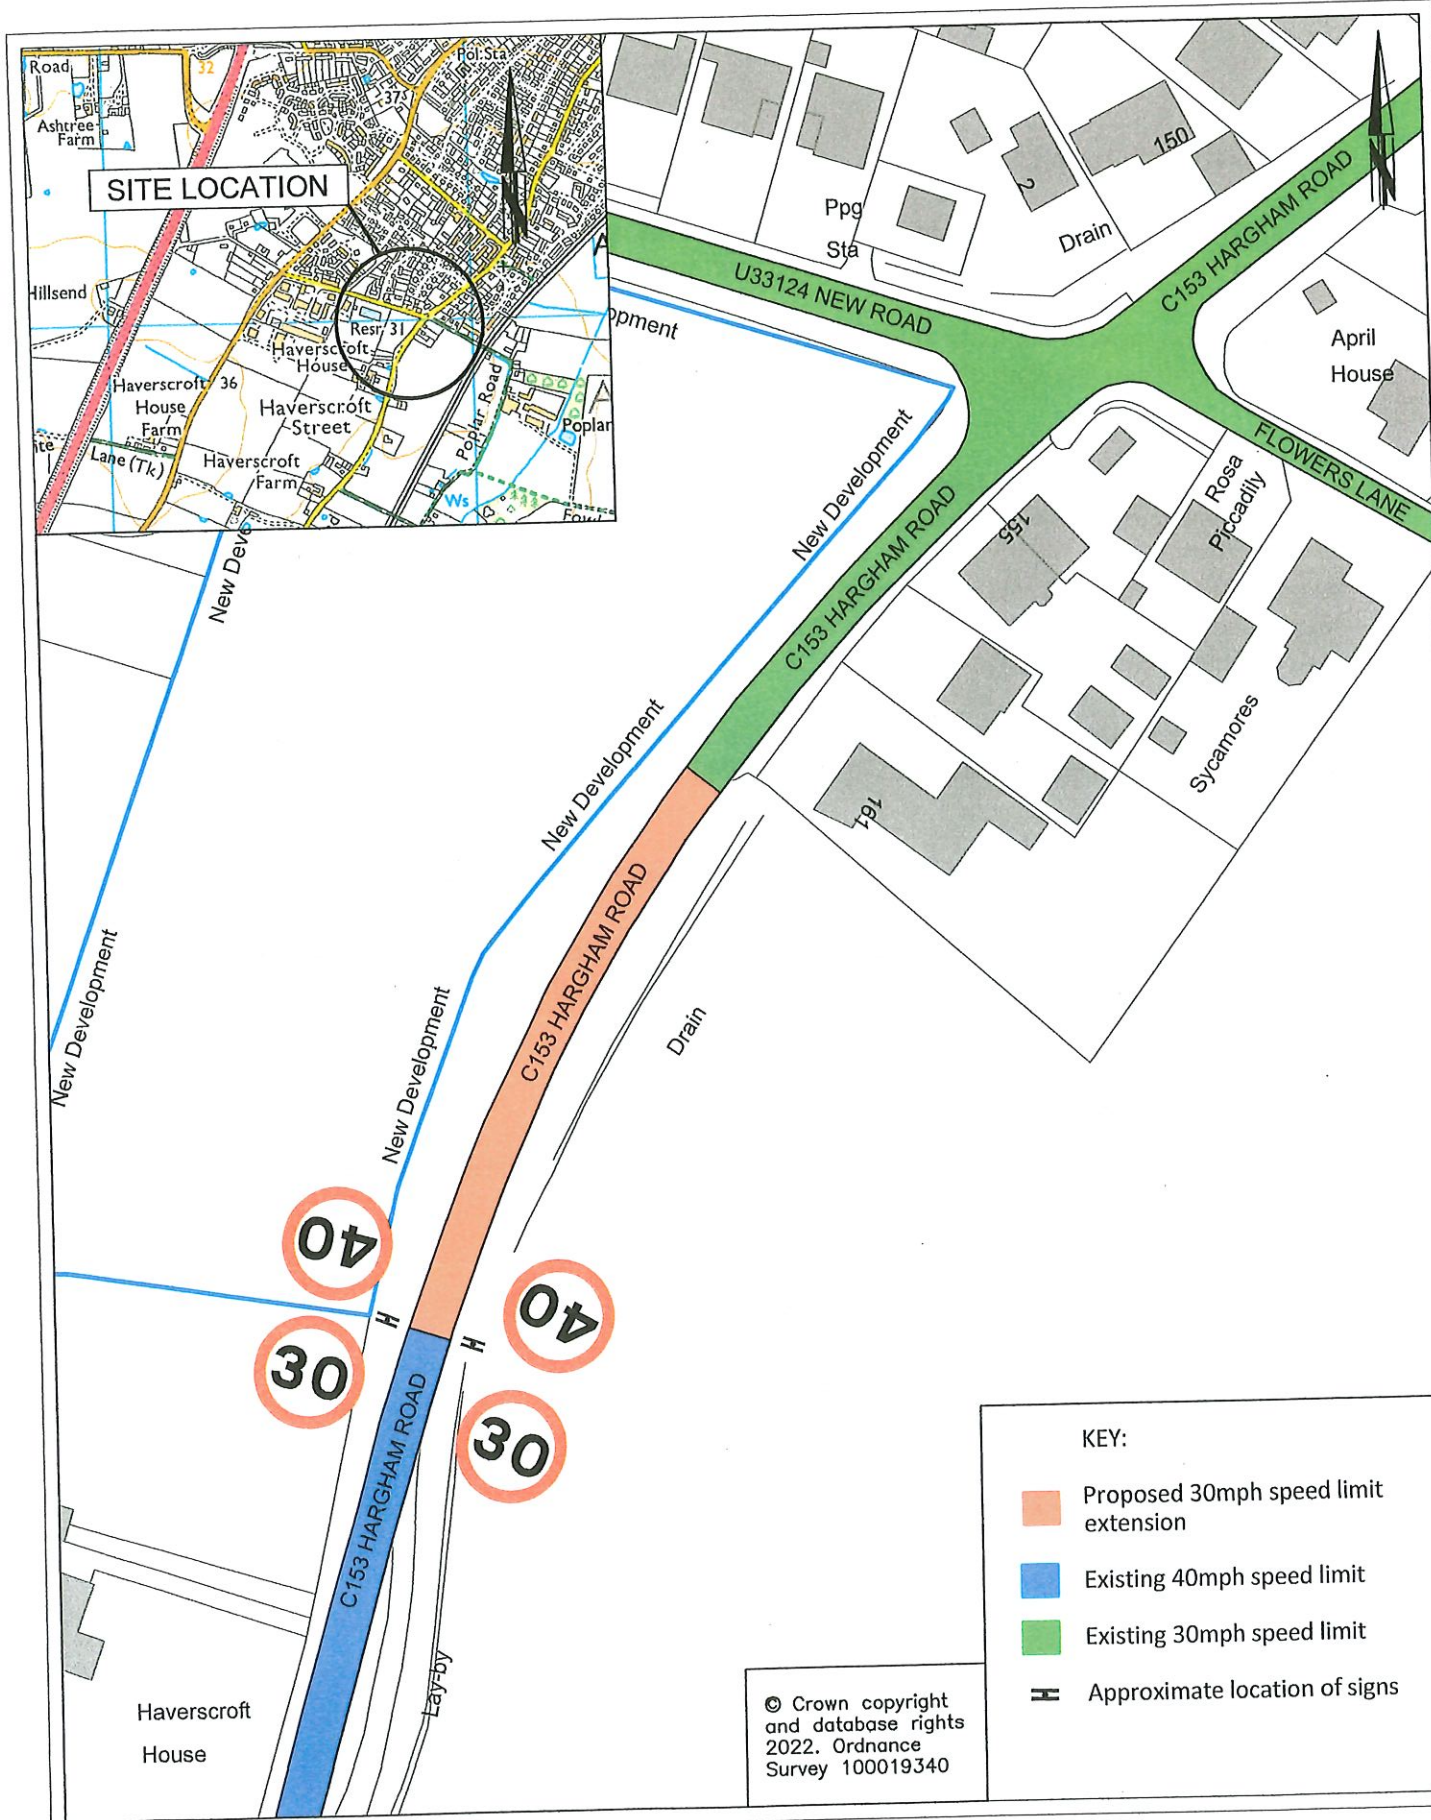 Road
32
Pol Sta
37
Ashtree
Farm
SITE LOCATION
Hillsend
Resr
31
Haverscroft
House
Haverscroft
House
Farm
36
Haverscroft
Street
Lane (Tk)
Haverscroft
Farm
Poplar Road
Poplar
Ws
N
Ppg
Sta
2
150
Drain
C153 HARGHAM ROAD
N
U33124 NEW ROAD
April
House
FLOWERS LANE
New Development
C153 HARGHAM ROAD
155
Rosa
Piccadilly
Sycamores
161
New Development
New Development
C153 HARGHAM ROAD
Drain
New Development
40
40
30
30
C153 HARGHAM ROAD
Lay-by
Haverscroft
House
KEY:
Proposed 30mph speed limit
extension
Existing 40mph speed limit
Existing 30mph speed limit
Approximate location of signs
© Crown copyright
and database rights
2022. Ordnance
Survey 100019340